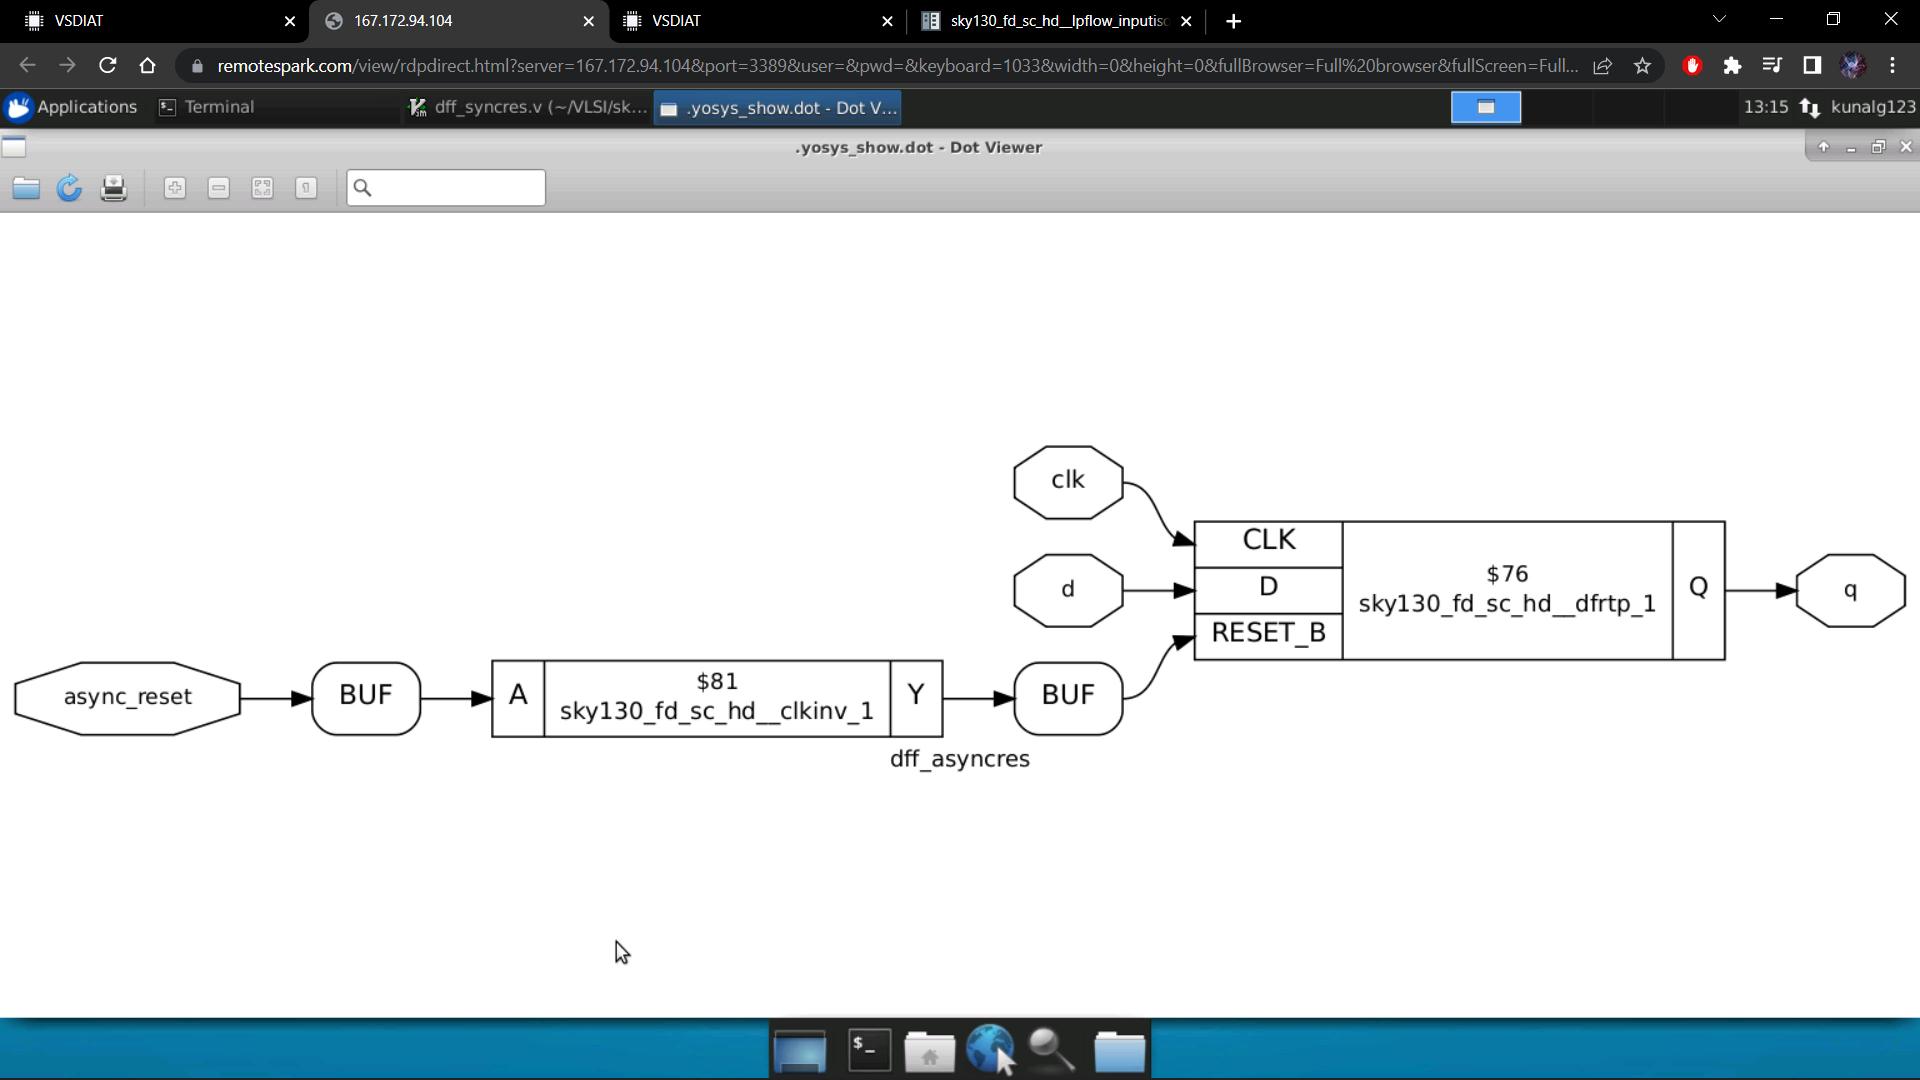 VSDIAT
167.172.94.104
VSDIAT
sky130_fd_sc_hd__lpflow_inputisc
remotespark.com/view/rdpdirect.html?server=167.172.94.104&port=3389&user=&pwd=&keyboard=1033&width=0&height=0&fullBrowser=Full%20browser&fullScreen=Full...
Applications
Terminal
dff_syncres.v (~/VLSI/sk...
.yosys_show.dot - Dot V...
13:15
kunalg123
.yosys_show.dot - Dot Viewer
clk
CLK
d
D
$76
sky130_fd_sc_hd__dfrtp_1
Q
q
RESET_B
async_reset
BUF
A
$81
sky130_fd_sc_hd__clkinv_1
Y
BUF
dff_asyncres
$_